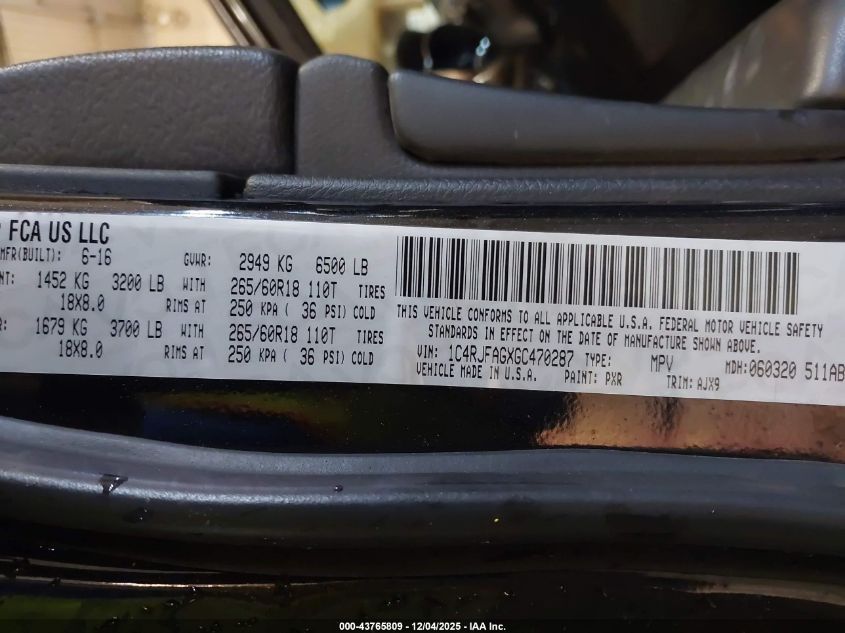 FCA US LLC
MFR(BUILT): 6-16 GVWR: 2949 KG 6500 LB
NT: 1452 KG 3200 LB WITH 265/60R18 110T TIRES
18X8.0 RIMS AT 250 KPA ( 36 PSI) COLD
R: 1679 KG 3700 LB WITH 265/60R18 110T TIRES
18X8.0 RIMS AT 250 KPA ( 36 PSI) COLD
THIS VEHICLE CONFORMS TO ALL APPLICABLE U.S.A. FEDERAL MOTOR VEHICLE SAFETY
STANDARDS IN EFFECT ON THE DATE OF MANUFACTURE SHOWN ABOVE.
VIN: 1C4RJFAGXGC470287 TYPE: MPV MDH:060320 511AB
VEHICLE MADE IN U.S.A. PAINT: PXR TRIM: AJX9
000-43765809 - 12/04/2025 - IAA Inc.